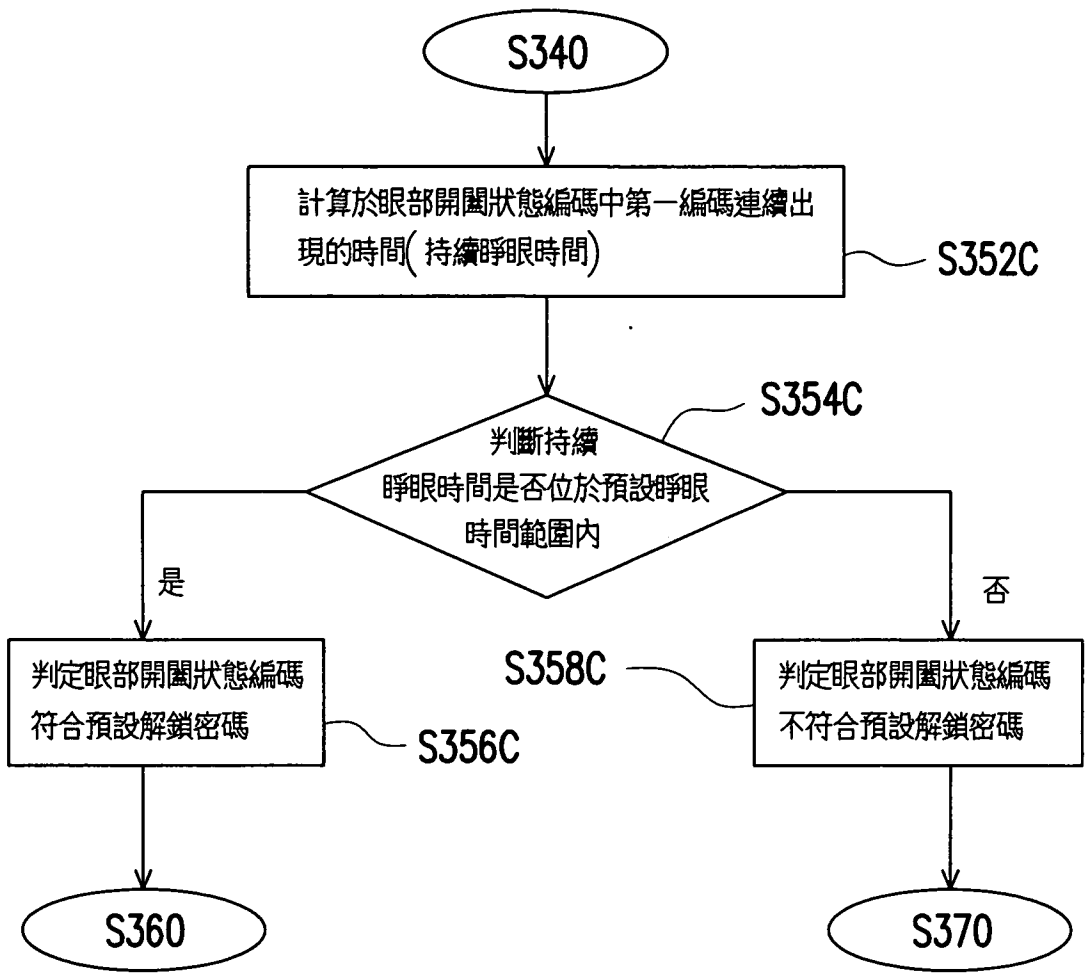 S340
計算於眼部開闔狀態編碼中第一編碼連續出
現的時間(持續睜眼時間)
S352C
S354C
判斷持續
睜眼時間是否位於預設睜眼
時間範圍內
是
否
判定眼部開闔狀態編碼
符合預設解鎖密碼
S356C
S358C
判定眼部開闔狀態編碼
不符合預設解鎖密碼
S360
S370